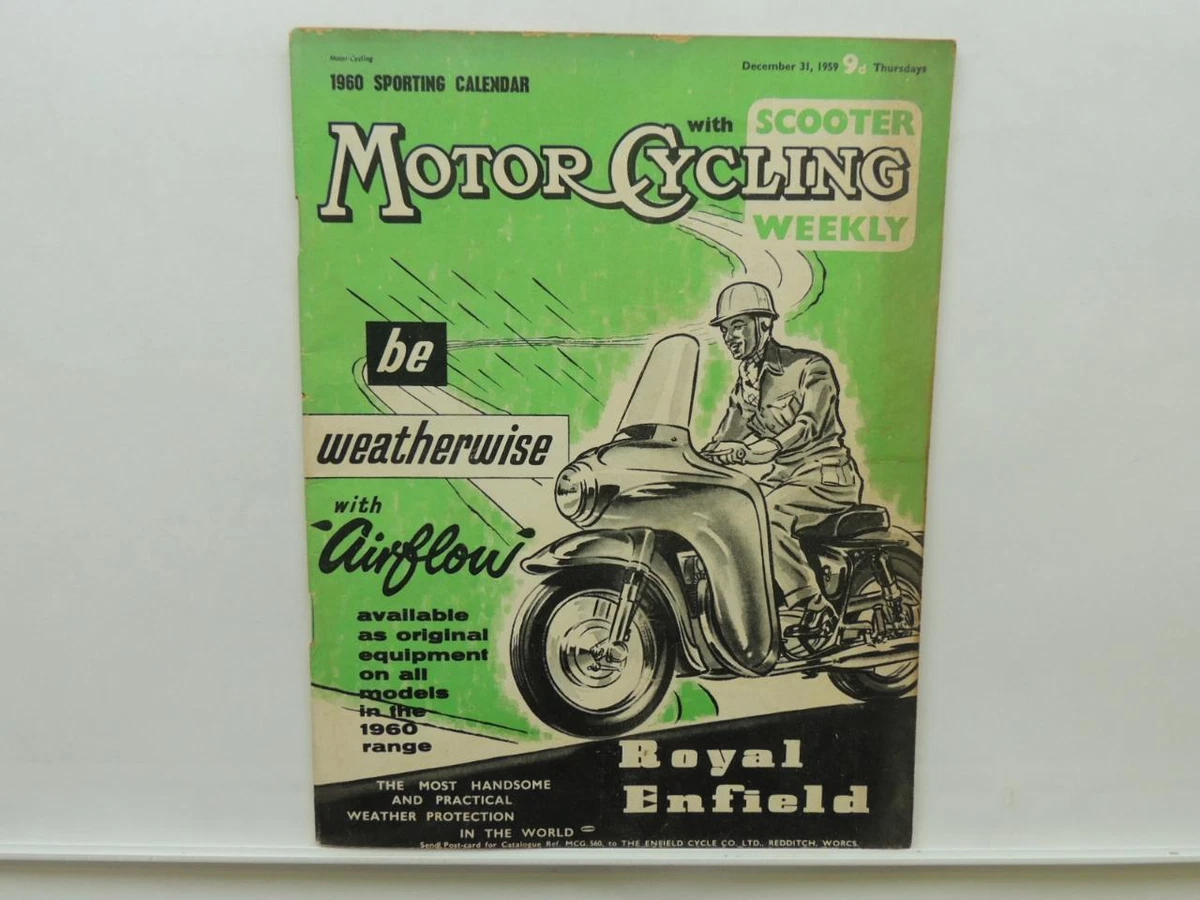 Motor Cycling
1960 SPORTING CALENDAR
December 31, 1959 9d Thursdays
MOTOR CYCLING
with SCOOTER
WEEKLY
be
weatherwise
with
"Airflow"
available
as original
equipment
on all
models
in the
1960
range
Royal
Enfield
THE MOST HANDSOME
AND PRACTICAL
WEATHER PROTECTION
IN THE WORLD
Send Post-card for Catalogue Ref. MCG. 560, to THE ENFIELD CYCLE CO. LTD., REDDITCH, WORCS.